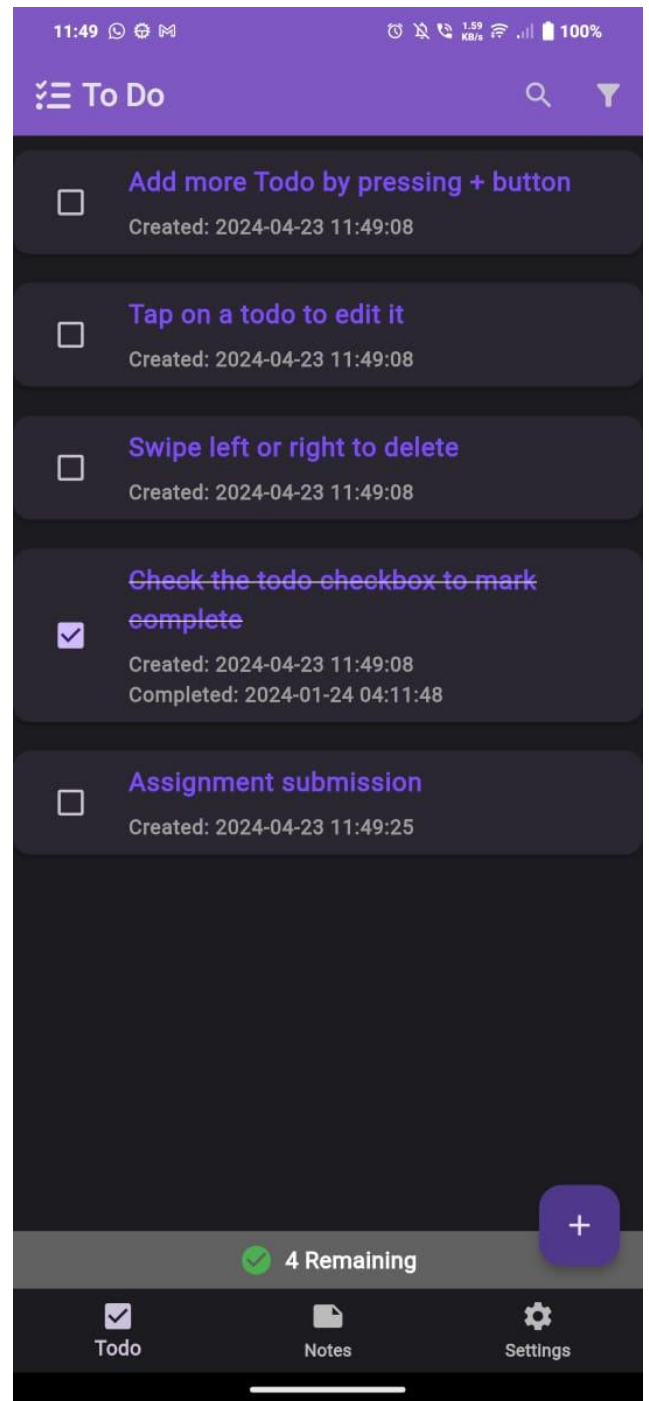 11:49 1.59 KB/s 100%
To Do
Add more Todo by pressing + button
Created: 2024-04-23 11:49:08
Tap on a todo to edit it
Created: 2024-04-23 11:49:08
Swipe left or right to delete
Created: 2024-04-23 11:49:08
Check the todo checkbox to mark
complete
Created: 2024-04-23 11:49:08
Completed: 2024-01-24 04:11:48
Assignment submission
Created: 2024-04-23 11:49:25
+
4 Remaining
Todo Notes Settings